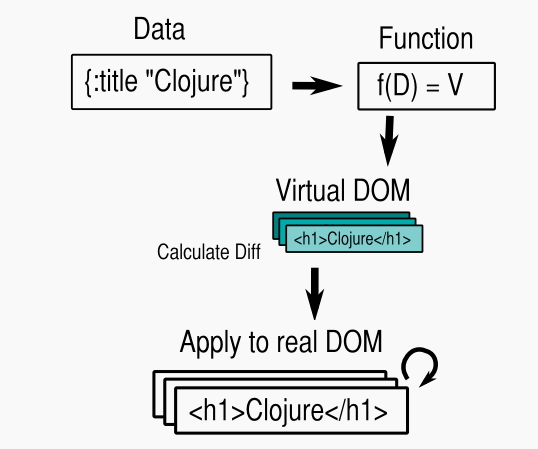 Data
Function
{:title "Clojure"}
f(D) = V
Virtual DOM
<h1>Clojure</h1>
Calculate Diff
Apply to real DOM
<h1>Clojure</h1>